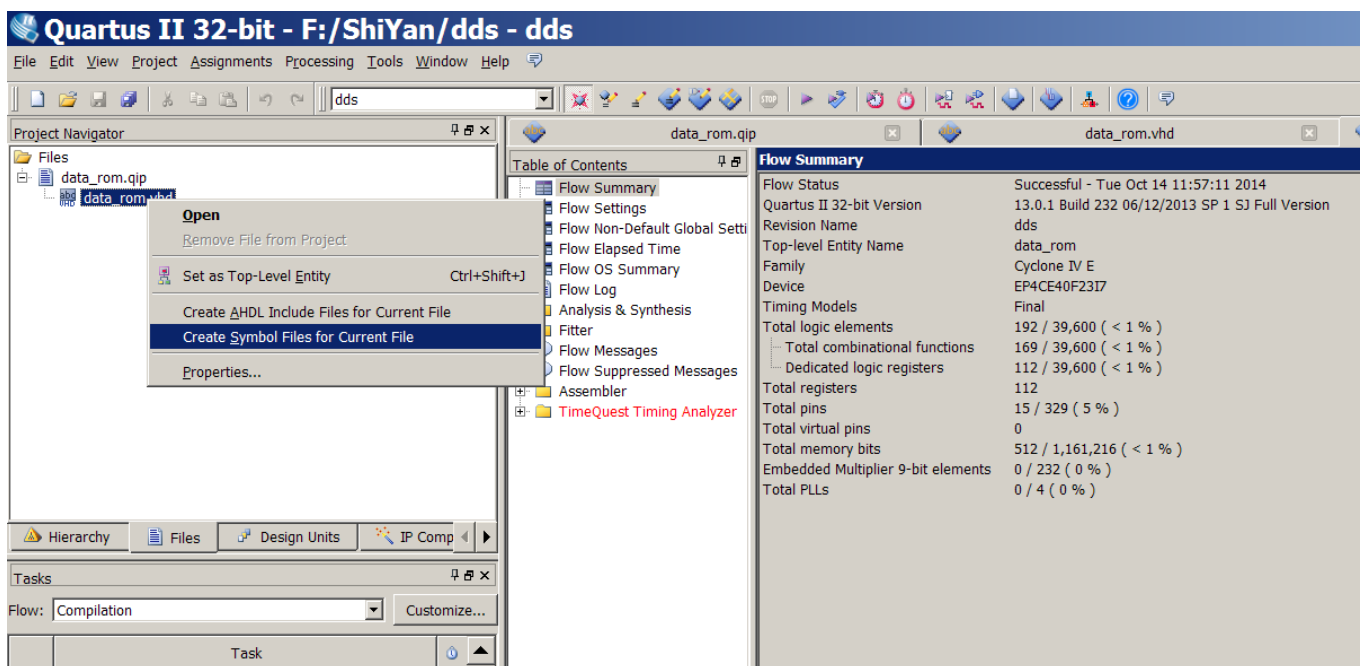 Quartus II 32-bit - F:/ShiYan/dds - dds
File Edit View Project Assignments Processing Tools Window Help
dds
STOP
Project Navigator
Files
data_rom.qip
abd
VHD
data_rom.vhd
Open
Remove File from Project
Set as Top-Level Entity Ctrl+Shift+J
Create AHDL Include Files for Current File
Create Symbol Files for Current File
Properties...
Hierarchy Files Design Units IP Comp
Tasks
Flow: Compilation Customize...
Task
data_rom.qip data_rom.vhd
Table of Contents
Flow Summary
Flow Settings
Flow Non-Default Global Setti
Flow Elapsed Time
Flow OS Summary
Flow Log
Analysis & Synthesis
Fitter
Flow Messages
Flow Suppressed Messages
Assembler
TimeQuest Timing Analyzer
Flow Summary
Flow Status Successful - Tue Oct 14 11:57:11 2014
Quartus II 32-bit Version 13.0.1 Build 232 06/12/2013 SP 1 SJ Full Version
Revision Name dds
Top-level Entity Name data_rom
Family Cyclone IV E
Device EP4CE40F23I7
Timing Models Final
Total logic elements 192 / 39,600 ( < 1 % )
Total combinational functions 169 / 39,600 ( < 1 % )
Dedicated logic registers 112 / 39,600 ( < 1 % )
Total registers 112
Total pins 15 / 329 ( 5 % )
Total virtual pins 0
Total memory bits 512 / 1,161,216 ( < 1 % )
Embedded Multiplier 9-bit elements 0 / 232 ( 0 % )
Total PLLs 0 / 4 ( 0 % )